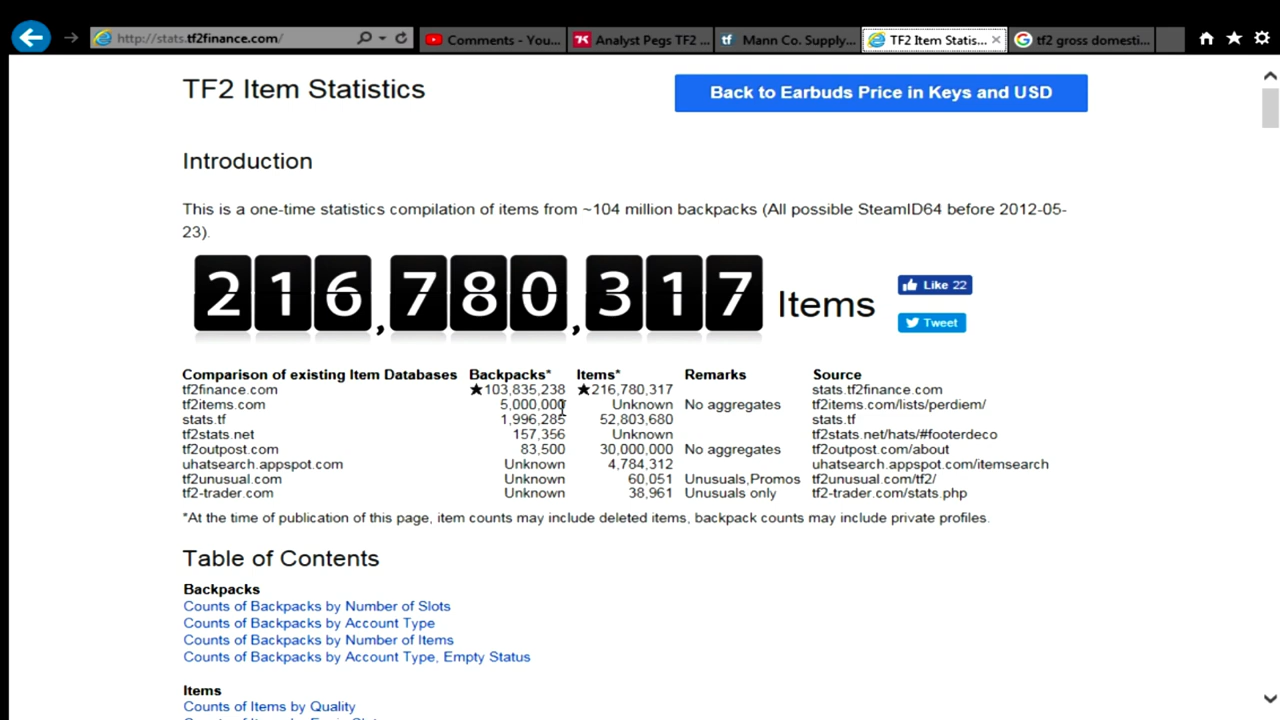 http://stats.tf2finance.com/
Comments - You...
Analyst Pegs TF2 ...
Mann Co. Supply...
TF2 Item Statis...
tf2 gross domesti...
TF2 Item Statistics
Back to Earbuds Price in Keys and USD
Introduction
This is a one-time statistics compilation of items from ~104 million backpacks (All possible SteamID64 before 2012-05-
23).
216,780,317 Items
Like 22
Tweet
Comparison of existing Item Databases Backpacks* Items* Remarks Source
tf2finance.com ★103,835,238 ★216,780,317 stats.tf2finance.com
tf2items.com 5,000,000 Unknown No aggregates tf2items.com/lists/perdiem/
stats.tf 1,996,285 52,803,680 stats.tf
tf2stats.net 157,356 Unknown tf2stats.net/hats/#footerdeco
tf2outpost.com 83,500 30,000,000 No aggregates tf2outpost.com/about
uhatsearch.appspot.com Unknown 4,784,312 uhatsearch.appspot.com/itemsearch
tf2unusual.com Unknown 60,051 Unusuals,Promos tf2unusual.com/tf2/
tf2-trader.com Unknown 38,961 Unusuals only tf2-trader.com/stats.php
*At the time of publication of this page, item counts may include deleted items, backpack counts may include private profiles.
Table of Contents
Backpacks
Counts of Backpacks by Number of Slots
Counts of Backpacks by Account Type
Counts of Backpacks by Number of Items
Counts of Backpacks by Account Type, Empty Status
Items
Counts of Items by Quality